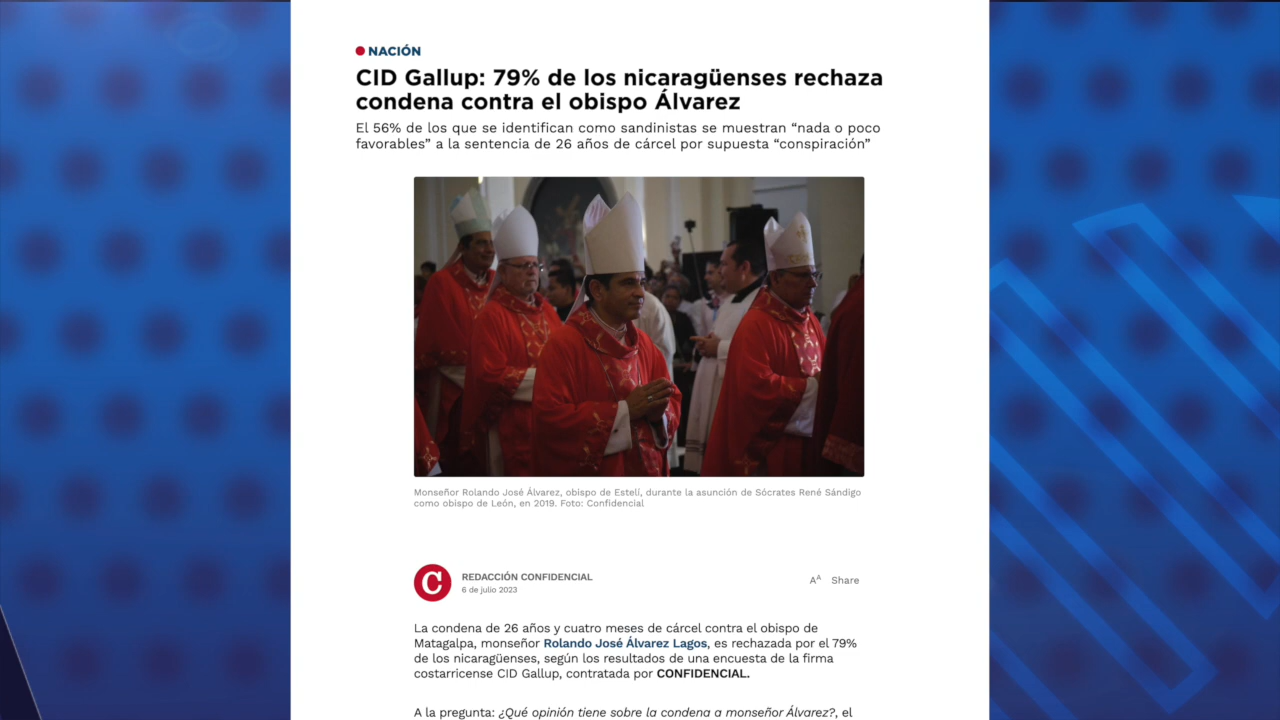 NACIÓN
CID Gallup: 79% de los nicaragüenses rechaza
condena contra el obispo Álvarez
El 56% de los que se identifican como sandinistas se muestran “nada o poco
favorables” a la sentencia de 26 años de cárcel por supuesta “conspiración”
Monseñor Rolando José Álvarez, obispo de Estelí, durante la asunción de Sócrates René Sándigo
como obispo de León, en 2019. Foto: Confidencial
C
REDACCIÓN CONFIDENCIAL
6 de julio 2023
AA Share
La condena de 26 años y cuatro meses de cárcel contra el obispo de
Matagalpa, monseñor Rolando José Álvarez Lagos, es rechazada por el 79%
de los nicaragüenses, según los resultados de una encuesta de la firma
costarricense CID Gallup, contratada por CONFIDENCIAL.
A la pregunta: ¿Qué opinión tiene sobre la condena a monseñor Álvarez?, el